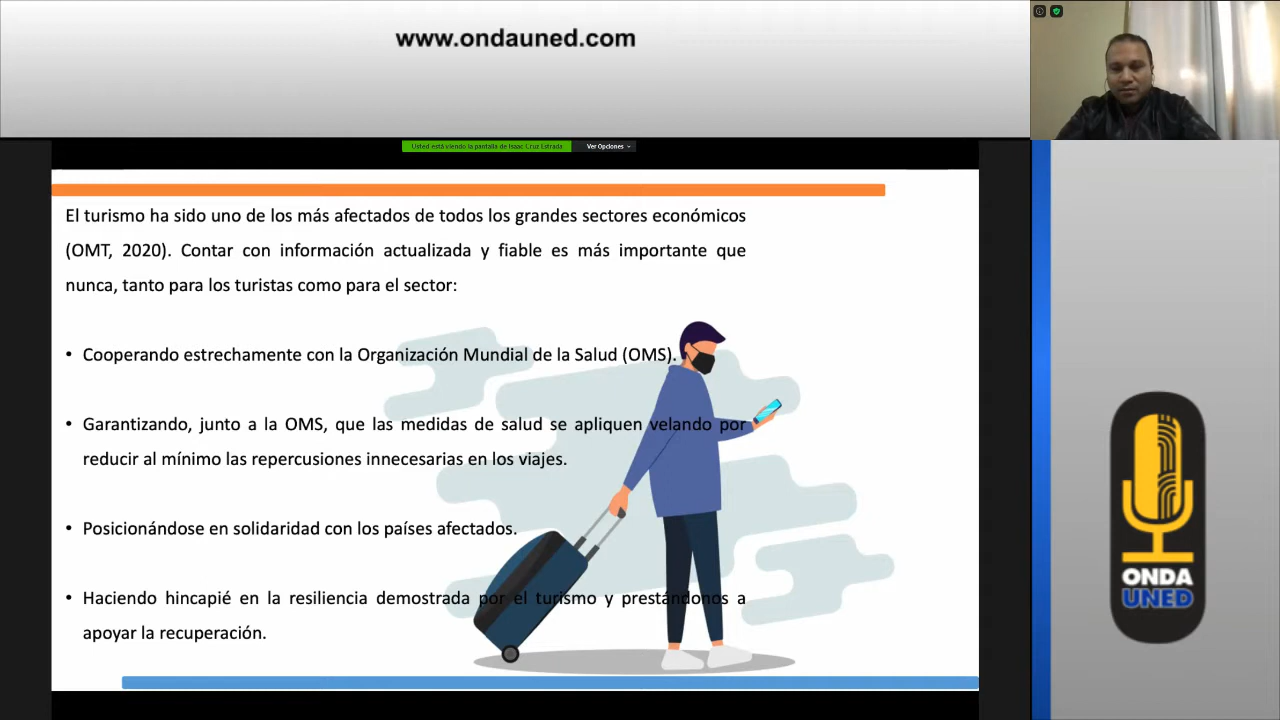 www.ondauned.com
Usted está viendo la pantalla de Isaac Cruz Estrada
Ver Opciones
El turismo ha sido uno de los más afectados de todos los grandes sectores económicos
(OMT, 2020). Contar con información actualizada y fiable es más importante que
nunca, tanto para los turistas como para el sector:
• Cooperando estrechamente con la Organización Mundial de la Salud (OMS).
• Garantizando, junto a la OMS, que las medidas de salud se apliquen velando por
reducir al mínimo las repercusiones innecesarias en los viajes.
• Posicionándose en solidaridad con los países afectados.
• Haciendo hincapié en la resiliencia demostrada por el turismo y prestándonos a
apoyar la recuperación.
ONDA
UNED